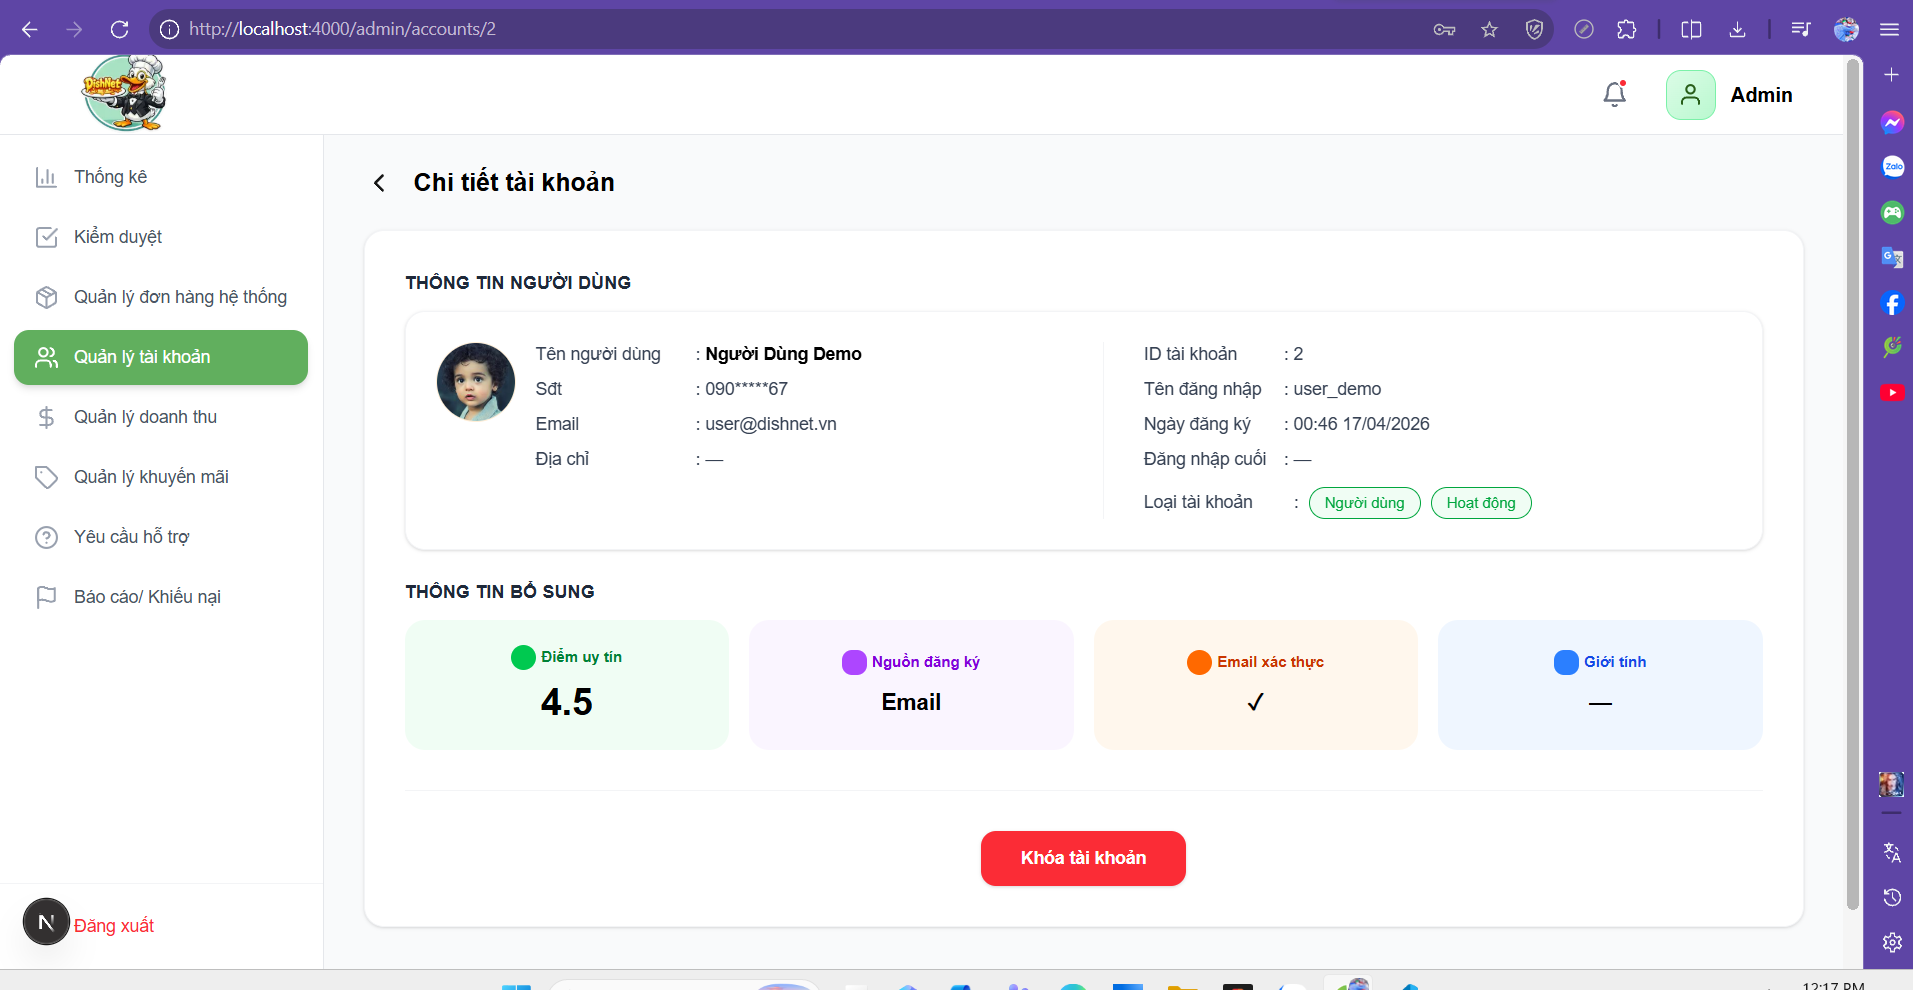 http://localhost:4000/admin/accounts/2
DishNet
Admin
Zalo
Thống kê
Kiểm duyệt
Quản lý đơn hàng hệ thống
Quản lý tài khoản
Quản lý doanh thu
Quản lý khuyến mãi
Yêu cầu hỗ trợ
Báo cáo/ Khiếu nại
N
Đăng xuất
Chi tiết tài khoản
THÔNG TIN NGƯỜI DÙNG
Tên người dùng : Người Dùng Demo
Sđt : 090*****67
Email : user@dishnet.vn
Địa chỉ : —
ID tài khoản : 2
Tên đăng nhập : user_demo
Ngày đăng ký : 00:46 17/04/2026
Đăng nhập cuối : —
Loại tài khoản : Người dùng Hoạt động
THÔNG TIN BỔ SUNG
Điểm uy tín
4.5
Nguồn đăng ký
Email
Email xác thực
✓
Giới tính
—
Khóa tài khoản
12:17 PM